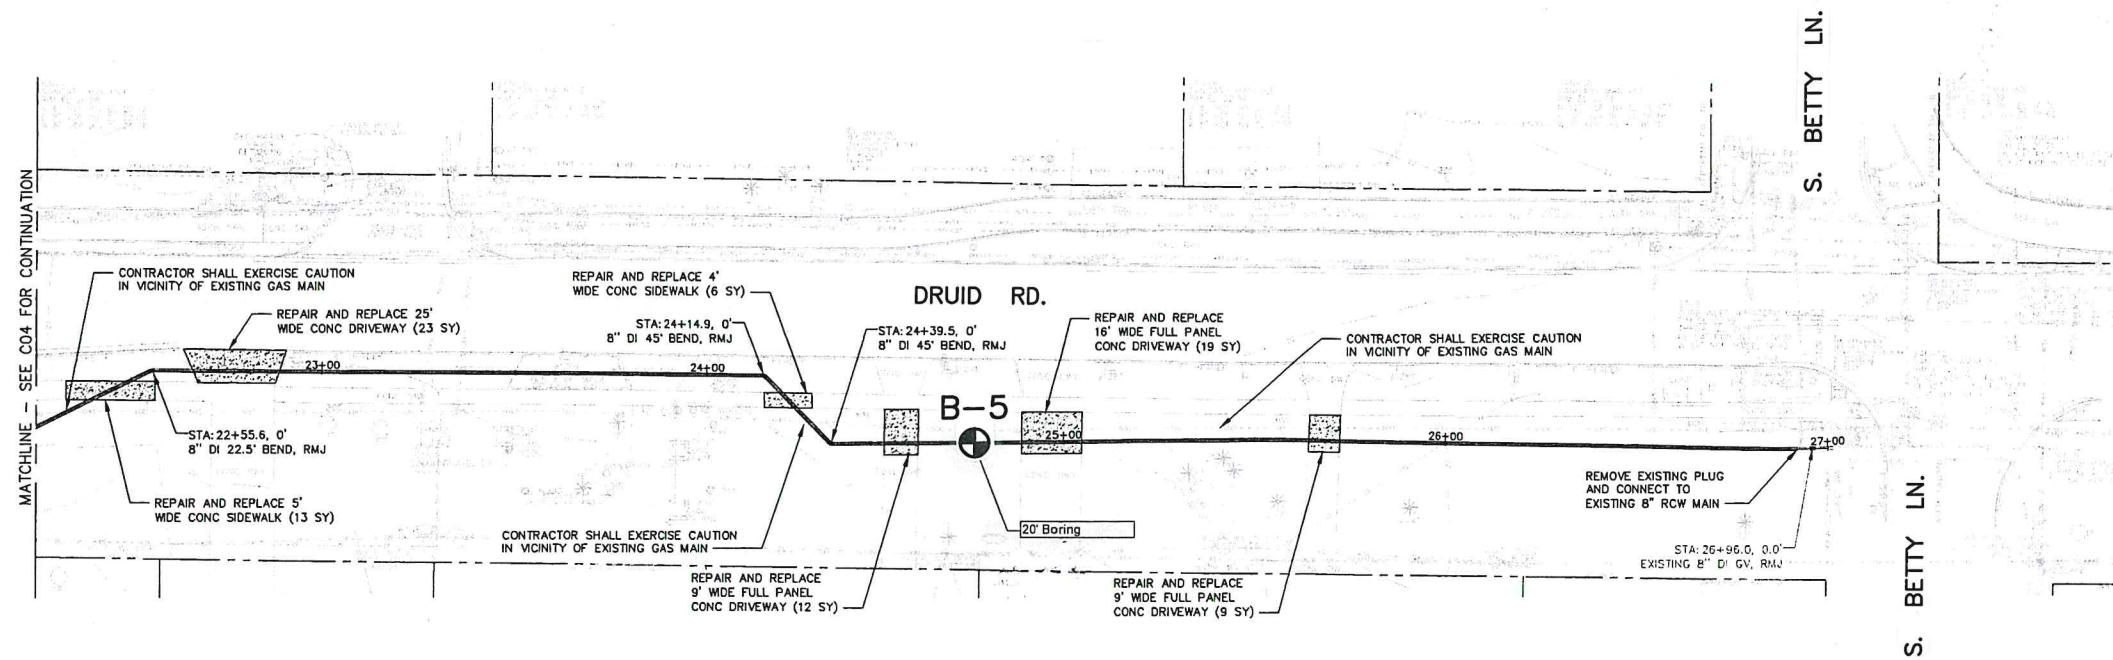 S. BETTY LN.
MATCHLINE – SEE C04 FOR CONTINUATION
CONTRACTOR SHALL EXERCISE CAUTION
IN VICINITY OF EXISTING GAS MAIN
REPAIR AND REPLACE 25'
WIDE CONC DRIVEWAY (23 SY)
REPAIR AND REPLACE 4'
WIDE CONC SIDEWALK (6 SY)
STA: 24+14.9, 0'
8" DI 45° BEND, RMJ
DRUID RD.
STA: 24+39.5, 0'
8" DI 45° BEND, RMJ
REPAIR AND REPLACE
16' WIDE FULL PANEL
CONC DRIVEWAY (19 SY)
CONTRACTOR SHALL EXERCISE CAUTION
IN VICINITY OF EXISTING GAS MAIN
23+00
24+00
B-5
25+00
26+00
27+00
STA: 22+55.6, 0'
8" DI 22.5° BEND, RMJ
REPAIR AND REPLACE 5'
WIDE CONC SIDEWALK (13 SY)
CONTRACTOR SHALL EXERCISE CAUTION
IN VICINITY OF EXISTING GAS MAIN
20' Boring
REMOVE EXISTING PLUG
AND CONNECT TO
EXISTING 8" RCW MAIN
STA: 26+96.0, 0.0'
EXISTING 8" DI GV, RMJ
REPAIR AND REPLACE
9' WIDE FULL PANEL
CONC DRIVEWAY (12 SY)
REPAIR AND REPLACE
9' WIDE FULL PANEL
CONC DRIVEWAY (9 SY)
S. BETTY LN.